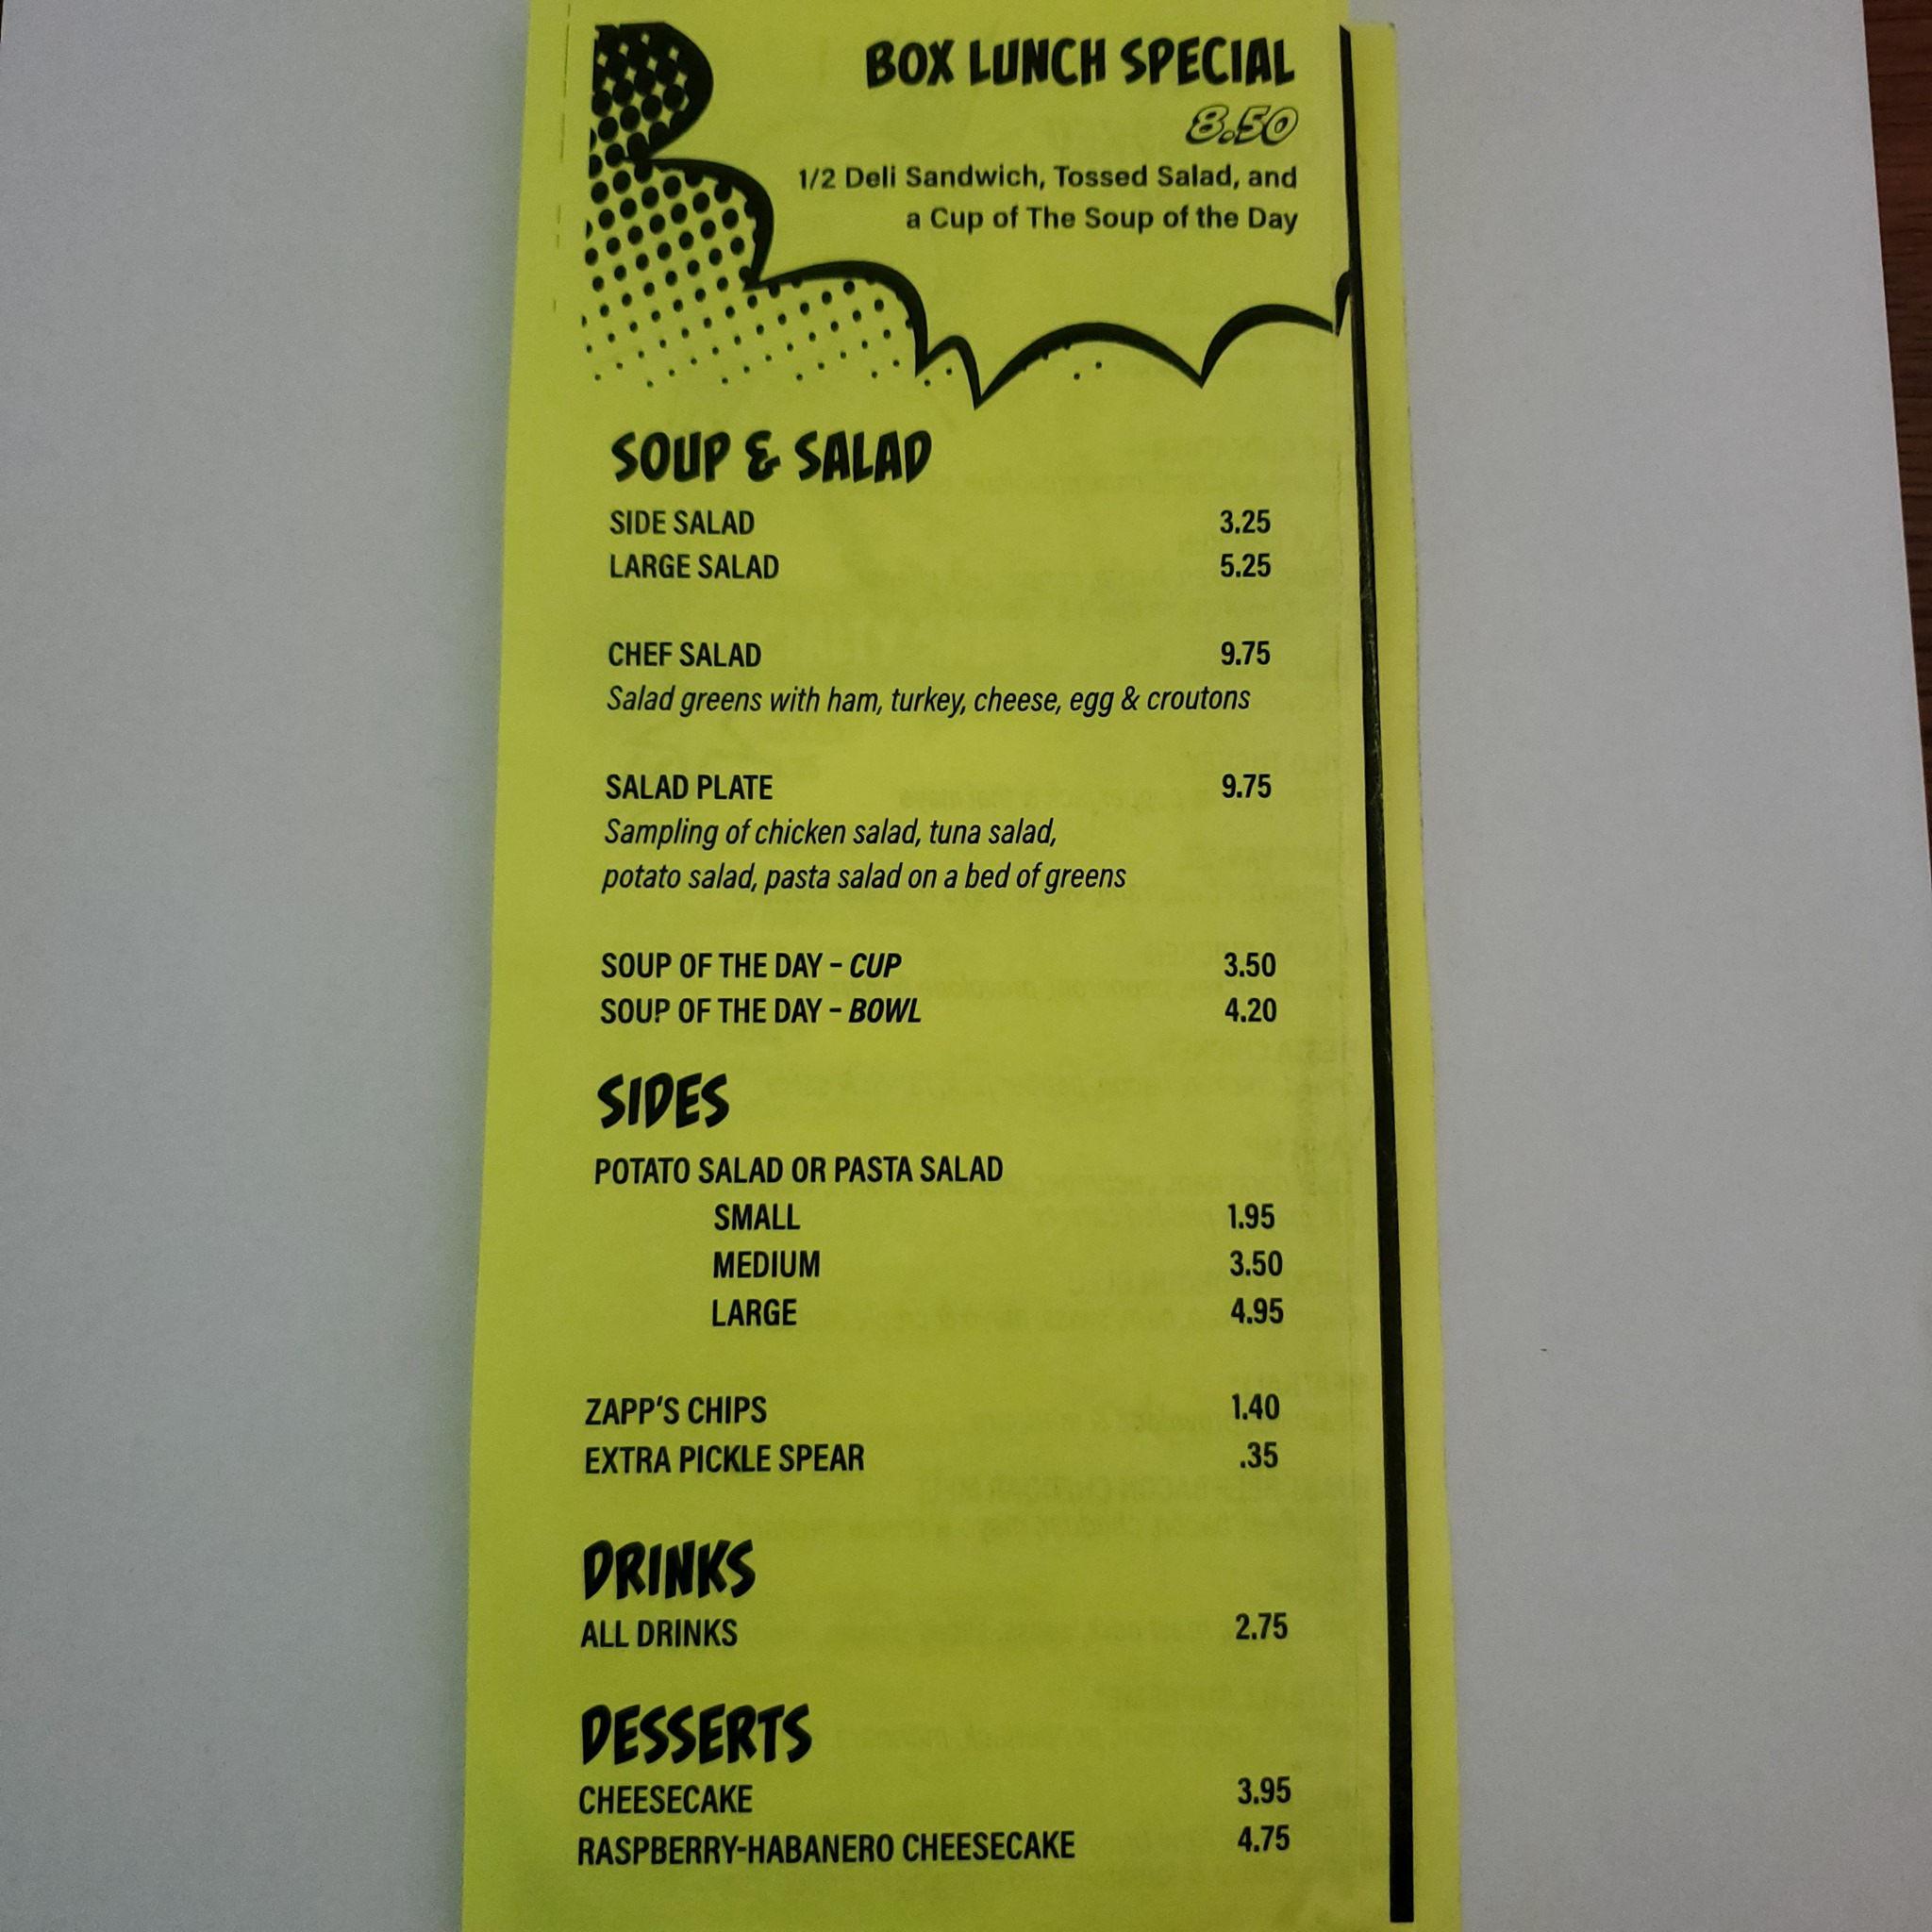 BOX LUNCH SPECIAL
8.50
1/2 Deli Sandwich, Tossed Salad, and
a Cup of The Soup of the Day
SOUP & SALAD
SIDE SALAD 3.25
LARGE SALAD 5.25
CHEF SALAD 9.75
Salad greens with ham, turkey, cheese, egg & croutons
SALAD PLATE 9.75
Sampling of chicken salad, tuna salad,
potato salad, pasta salad on a bed of greens
SOUP OF THE DAY – CUP 3.50
SOUP OF THE DAY – BOWL 4.20
SIDES
POTATO SALAD OR PASTA SALAD
SMALL 1.95
MEDIUM 3.50
LARGE 4.95
ZAPP'S CHIPS 1.40
EXTRA PICKLE SPEAR .35
DRINKS
ALL DRINKS 2.75
DESSERTS
CHEESECAKE 3.95
RASPBERRY-HABANERO CHEESECAKE 4.75